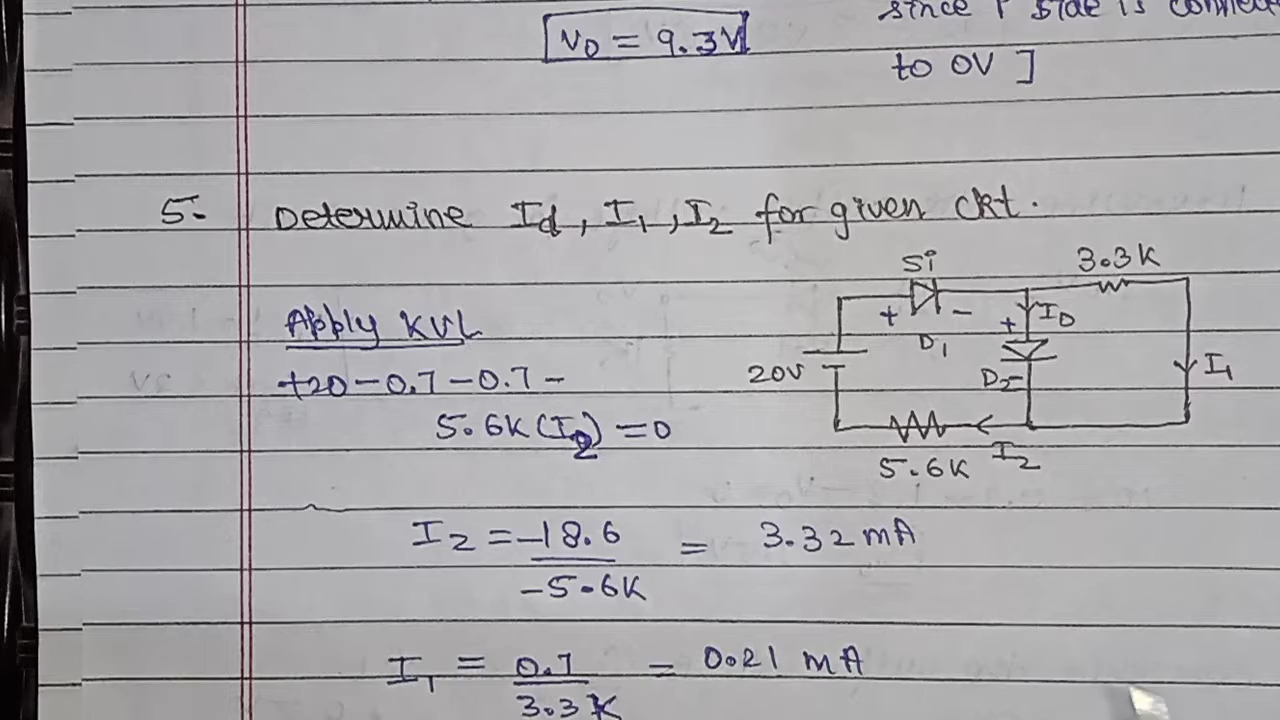 since P side is connec
V0 = 9.3V
to 0V ]
5. Determine Id, I1, I2 for given ckt.
Si
3.3K
Apply KVL
+ -
D1
+
ID
+20-0.7-0.7-
20V
D2 -
I1
5.6K(I2) = 0
5.6K
I2
I2 = -18.6 = 3.32 mA
-5.6K
I1 = 0.7 = 0.21 mA
3.3K